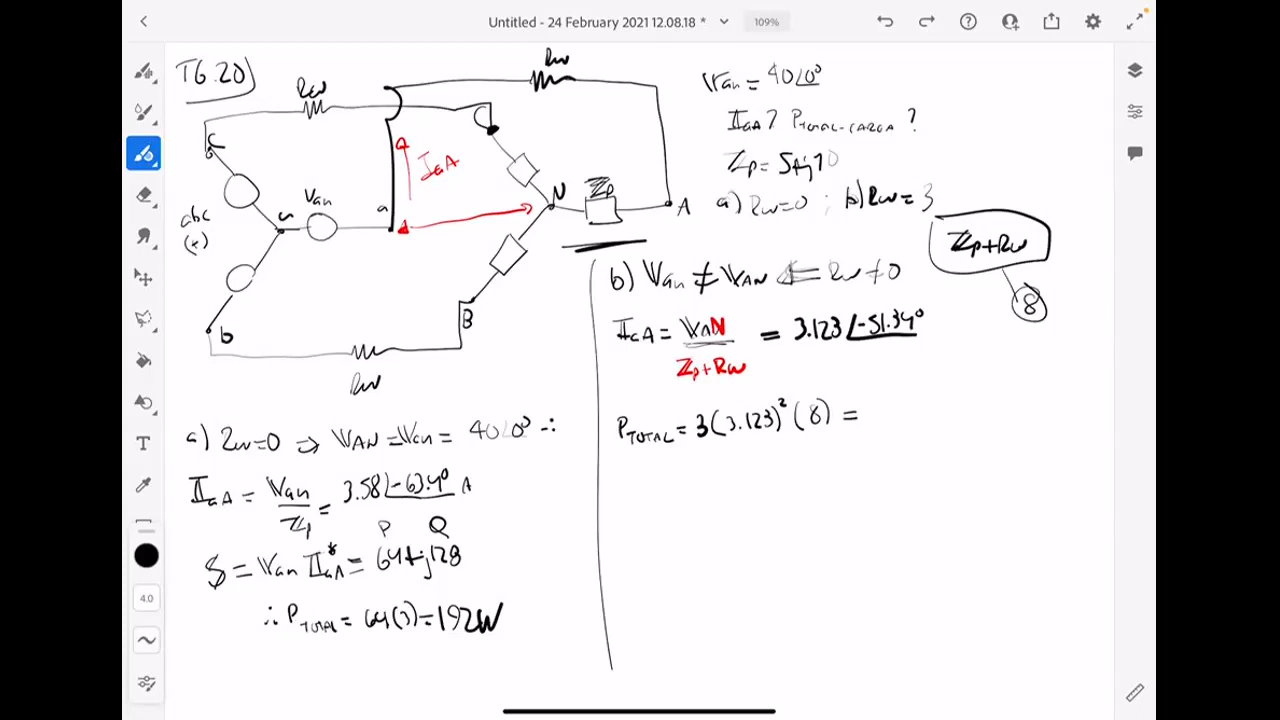 Untitled - 24 February 2021 12.08.18 *
109%
T6.20
Rw
Rw
Van = 40∠0°
IaA? PTOTAL-CARGA?
Zp = 5+j10
a) Rw=0 ; b) Rw=3
C
C
IaA
Van
n
a
abc
(+)
N
Zp
A
b
B
Rw
Zp+Rw
8
b) Van ≠ VAN ⇐ Rw≠0
IaA = VaN / Zp+Rw = 3.123∠-51.34°
PTOTAL = 3(3.123)²(8) =
a) Rw=0 ⇒ VAN = Van = 40∠0° ∴
IaA = Van / Zp = 3.58∠-63.4° A
P Q
S = Van IaA* = 64+j128
∴ PTOTAL = 64(3) = 192W
T
4.0